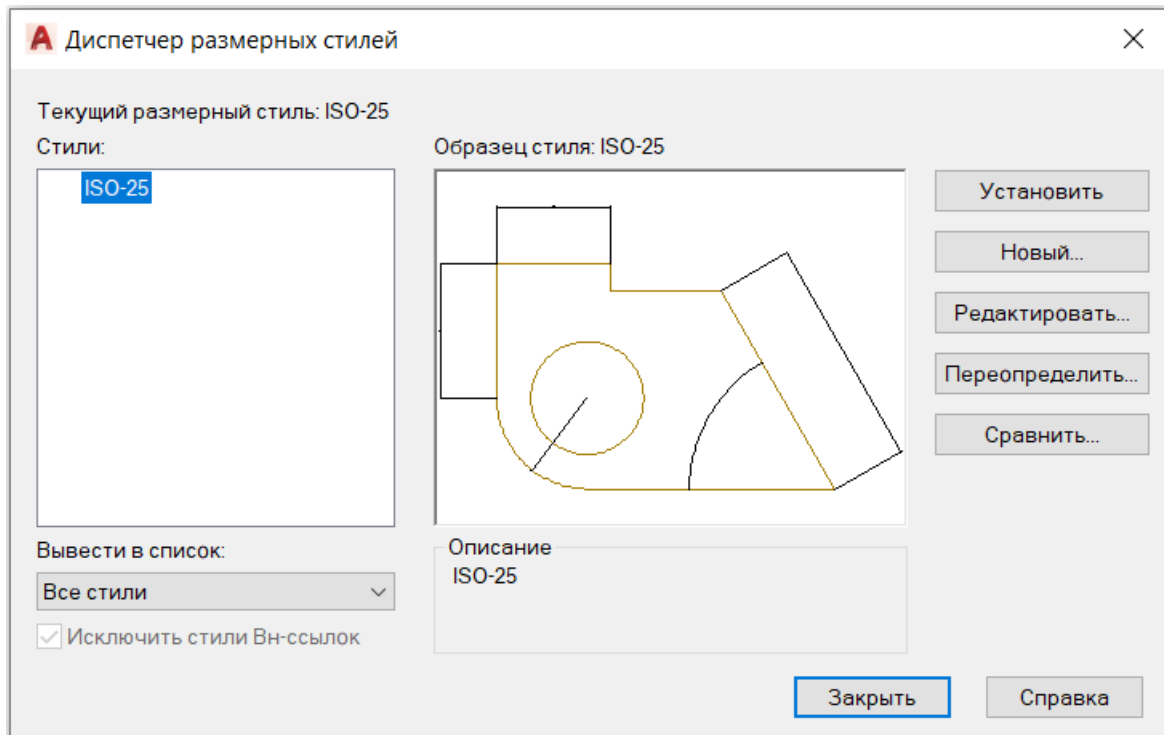 Диспетчер размерных стилей
Текущий размерный стиль: ISO-25
Стили:
ISO-25
Образец стиля: ISO-25
Установить
Новый...
Редактировать...
Переопределить...
Сравнить...
Вывести в список:
Все стили
Исключить стили Вн-ссылок
Описание
ISO-25
Закрыть
Справка